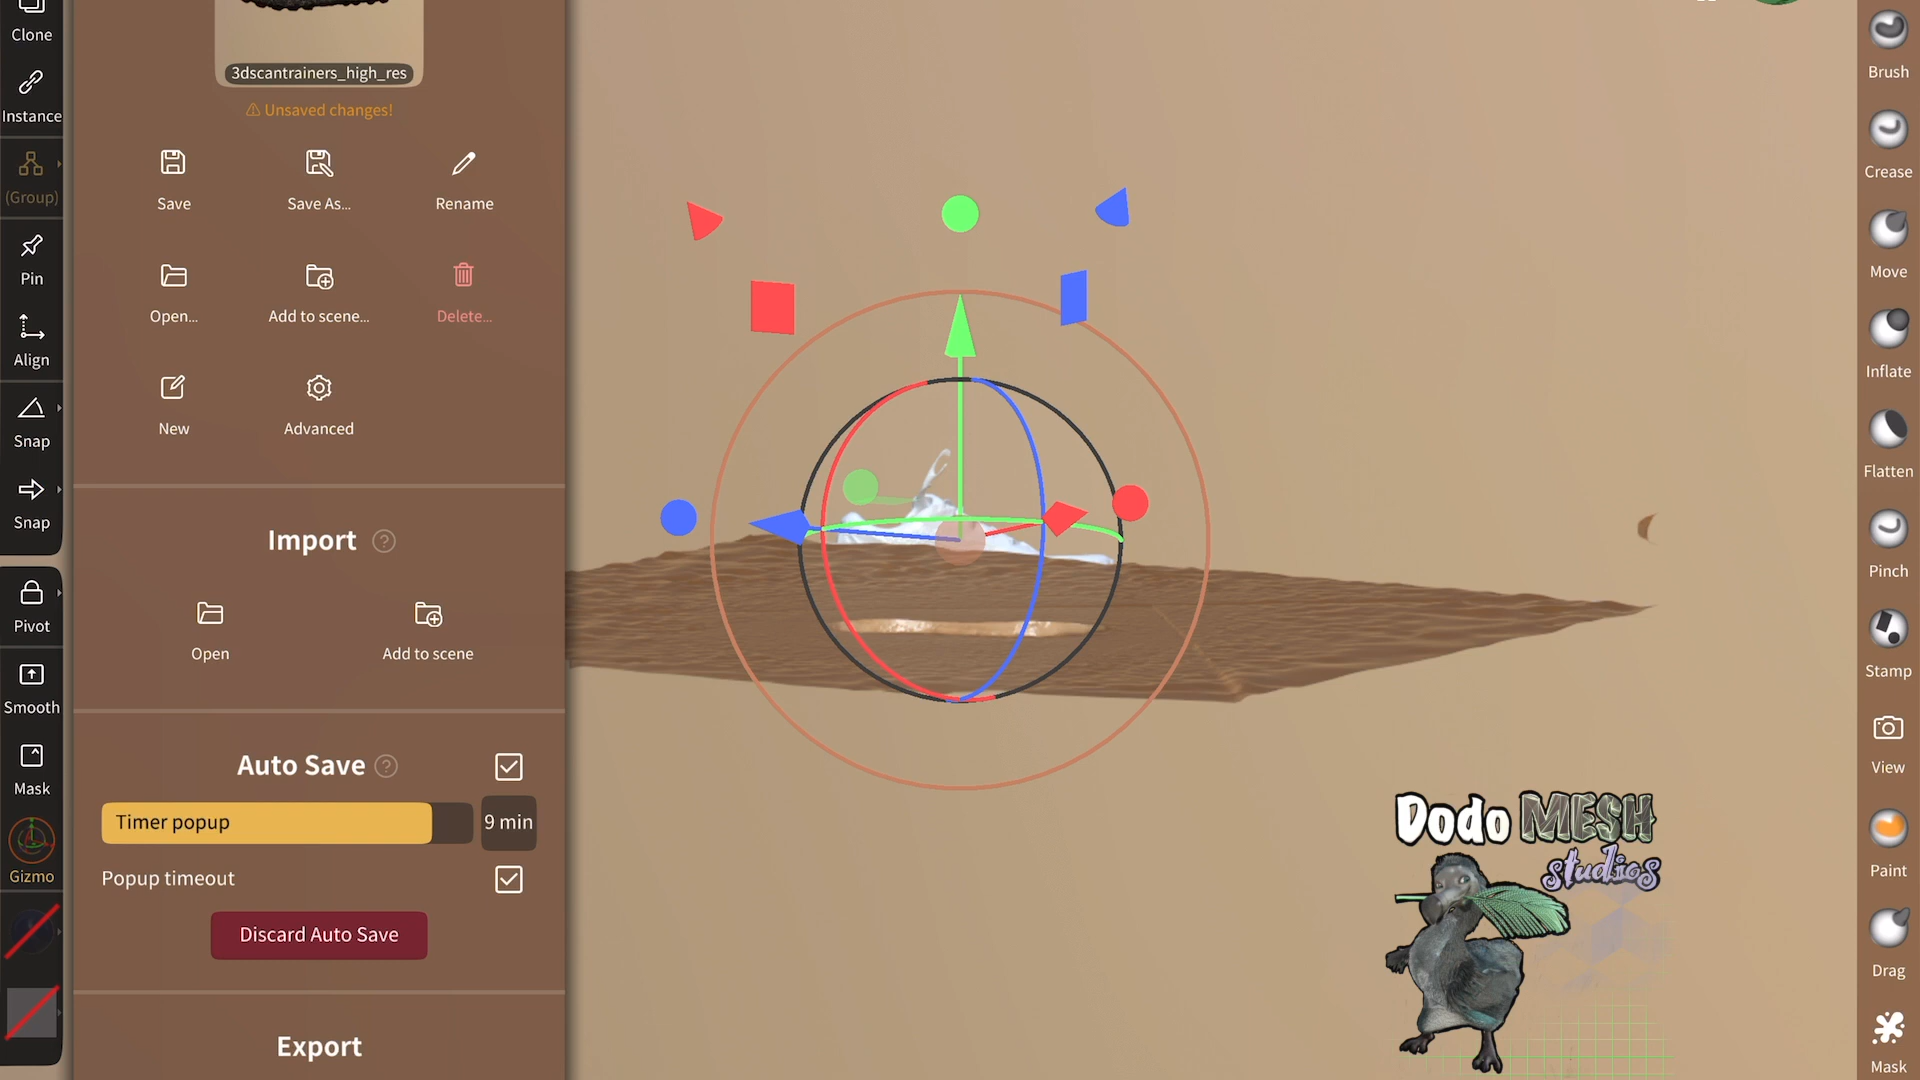 Clone
Instance
(Group)
Pin
Align
Snap
Snap
Pivot
Smooth
Mask
Gizmo
3dscantrainers_high_res
Unsaved changes!
Save
Save As...
Rename
Open...
Add to scene...
Delete...
New
Advanced
Import ?
Open
Add to scene
Auto Save ?
Timer popup
9 min
Popup timeout
Discard Auto Save
Export
Dodo MESH
studios
Brush
Crease
Move
Inflate
Flatten
Pinch
Stamp
View
Paint
Drag
Mask